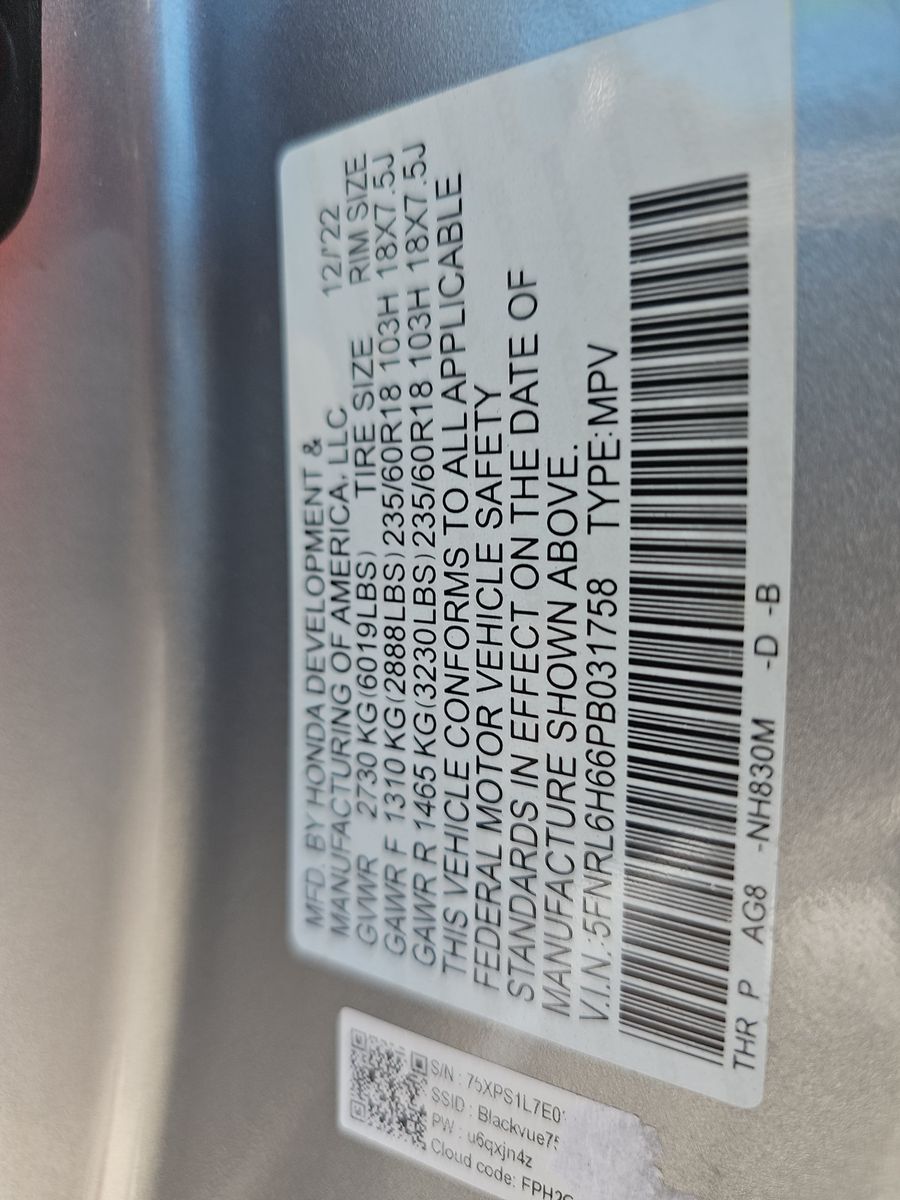 MFD. BY HONDA DEVELOPMENT &
MANUFACTURING OF AMERICA, LLC 12/'22
GVWR 2730 KG(6019LBS) TIRE SIZE RIM SIZE
GAWR F 1310 KG(2888LBS) 235/60R18 103H 18X7.5J
GAWR R 1465 KG(3230LBS) 235/60R18 103H 18X7.5J
THIS VEHICLE CONFORMS TO ALL APPLICABLE
FEDERAL MOTOR VEHICLE SAFETY
STANDARDS IN EFFECT ON THE DATE OF
MANUFACTURE SHOWN ABOVE.
V.I.N.:5FNRL6H66PB031758 TYPE:MPV
THR P AG8 -NH830M -D -B
S/N : 75XPS1L7E0
SSID : Blackvue75
PW : u6qxjn4z
Cloud code: FPH2